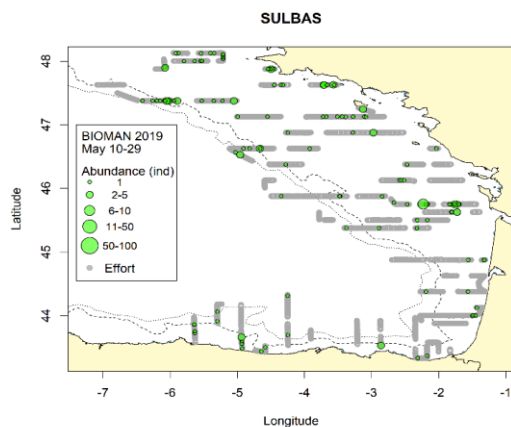 SULBAS
48
47
46
45
44
Latitude
BIOMAN 2019
May 10-29
Abundance (ind)
1
2-5
6-10
11-50
50-100
Effort
-7 -6 -5 -4 -3 -2 -1
Longitude